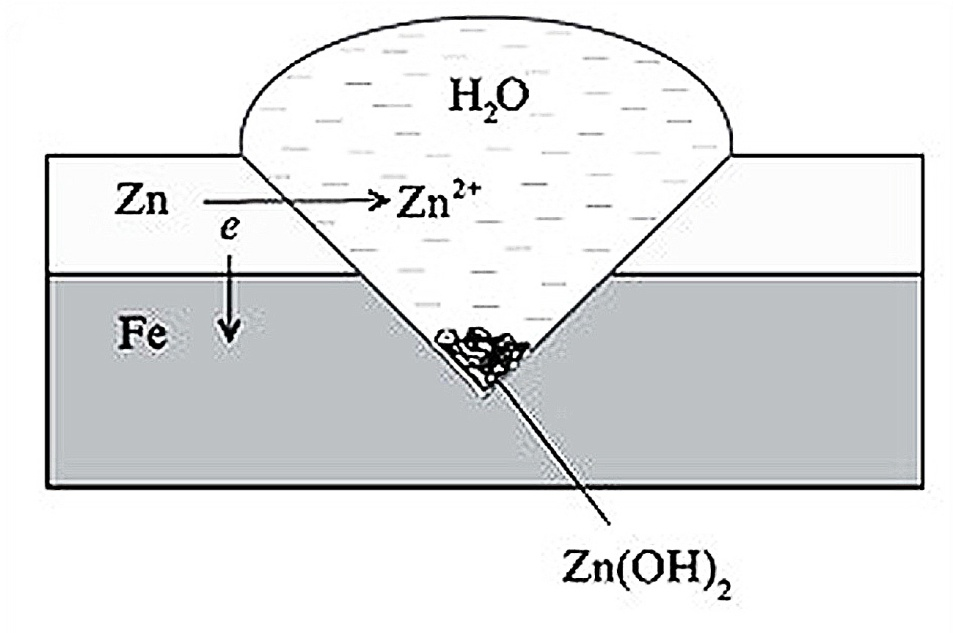 H₂O
Zn
Zn²⁺
e
Fe
Zn(OH)₂